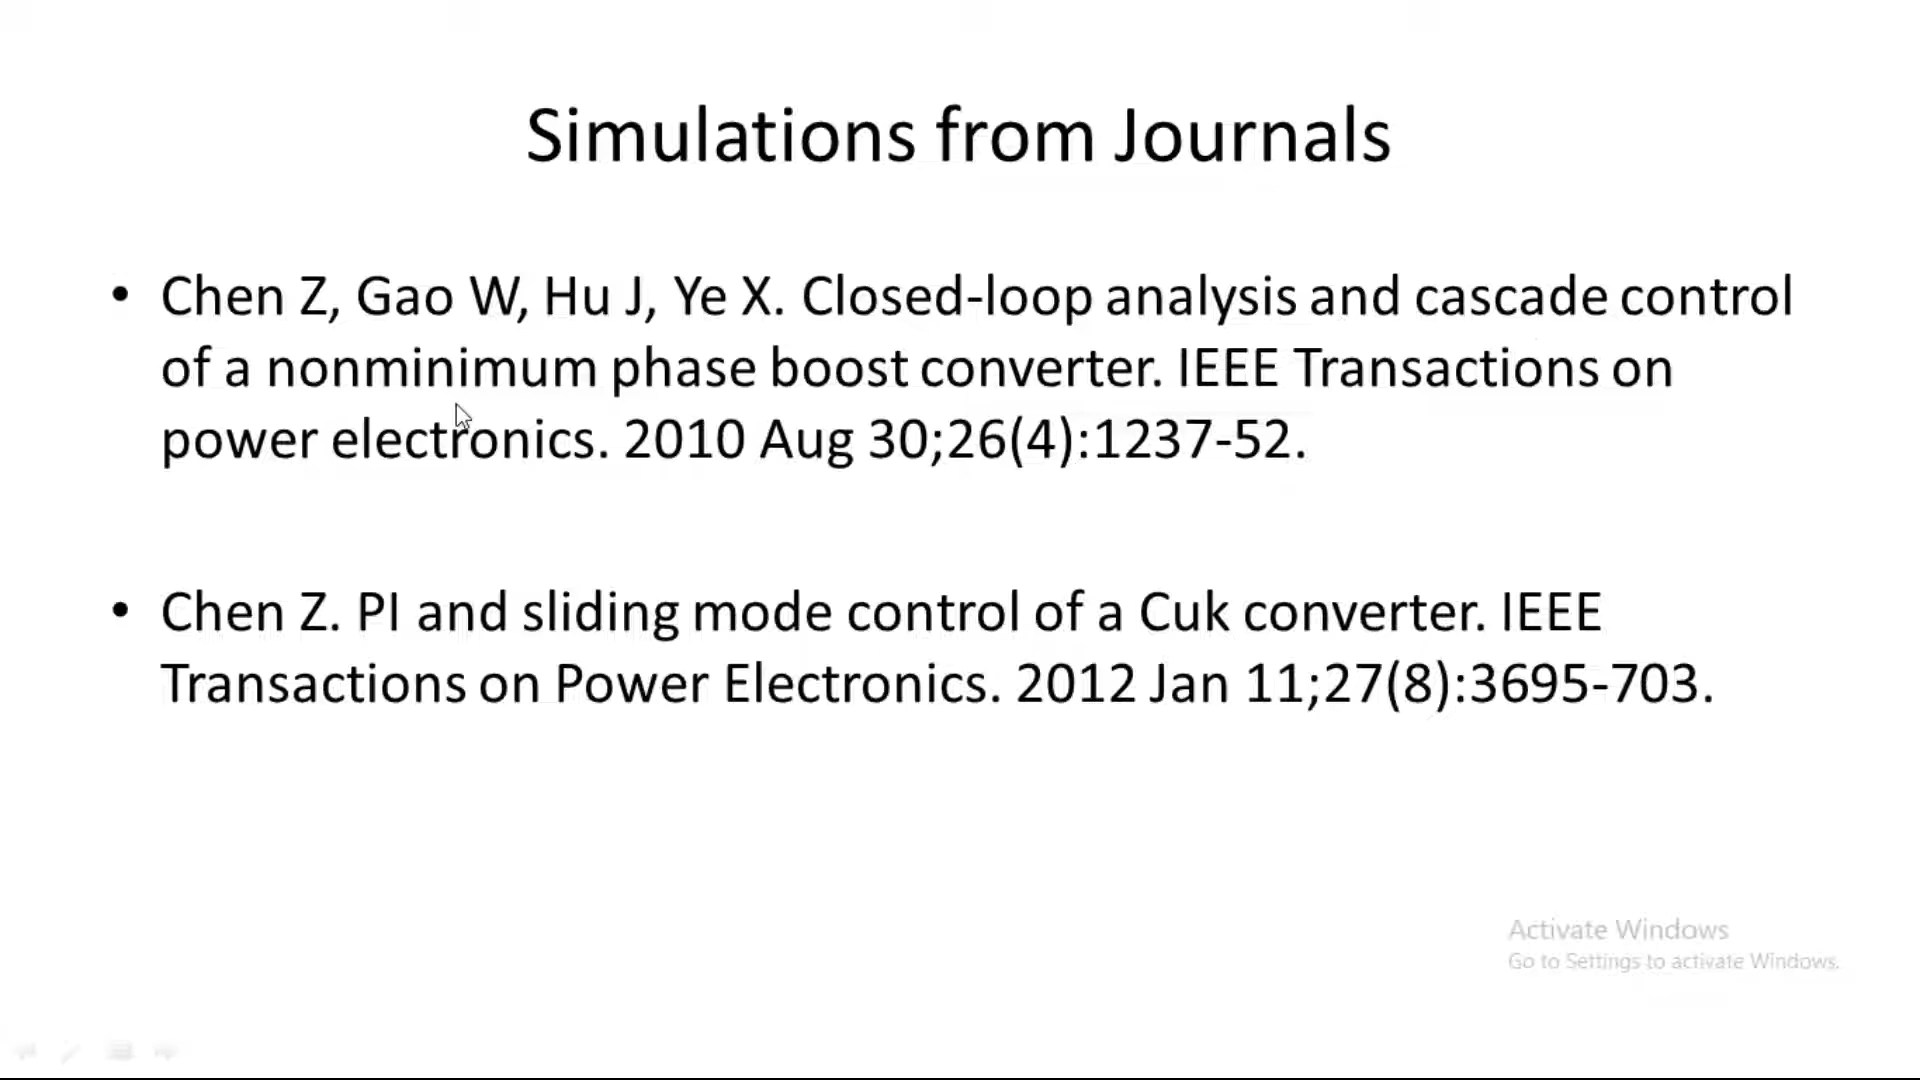 Simulations from Journals
• Chen Z, Gao W, Hu J, Ye X. Closed-loop analysis and cascade control
of a nonminimum phase boost converter. IEEE Transactions on
power electronics. 2010 Aug 30;26(4):1237-52.
• Chen Z. PI and sliding mode control of a Cuk converter. IEEE
Transactions on Power Electronics. 2012 Jan 11;27(8):3695-703.
Activate Windows
Go to Settings to activate Windows.